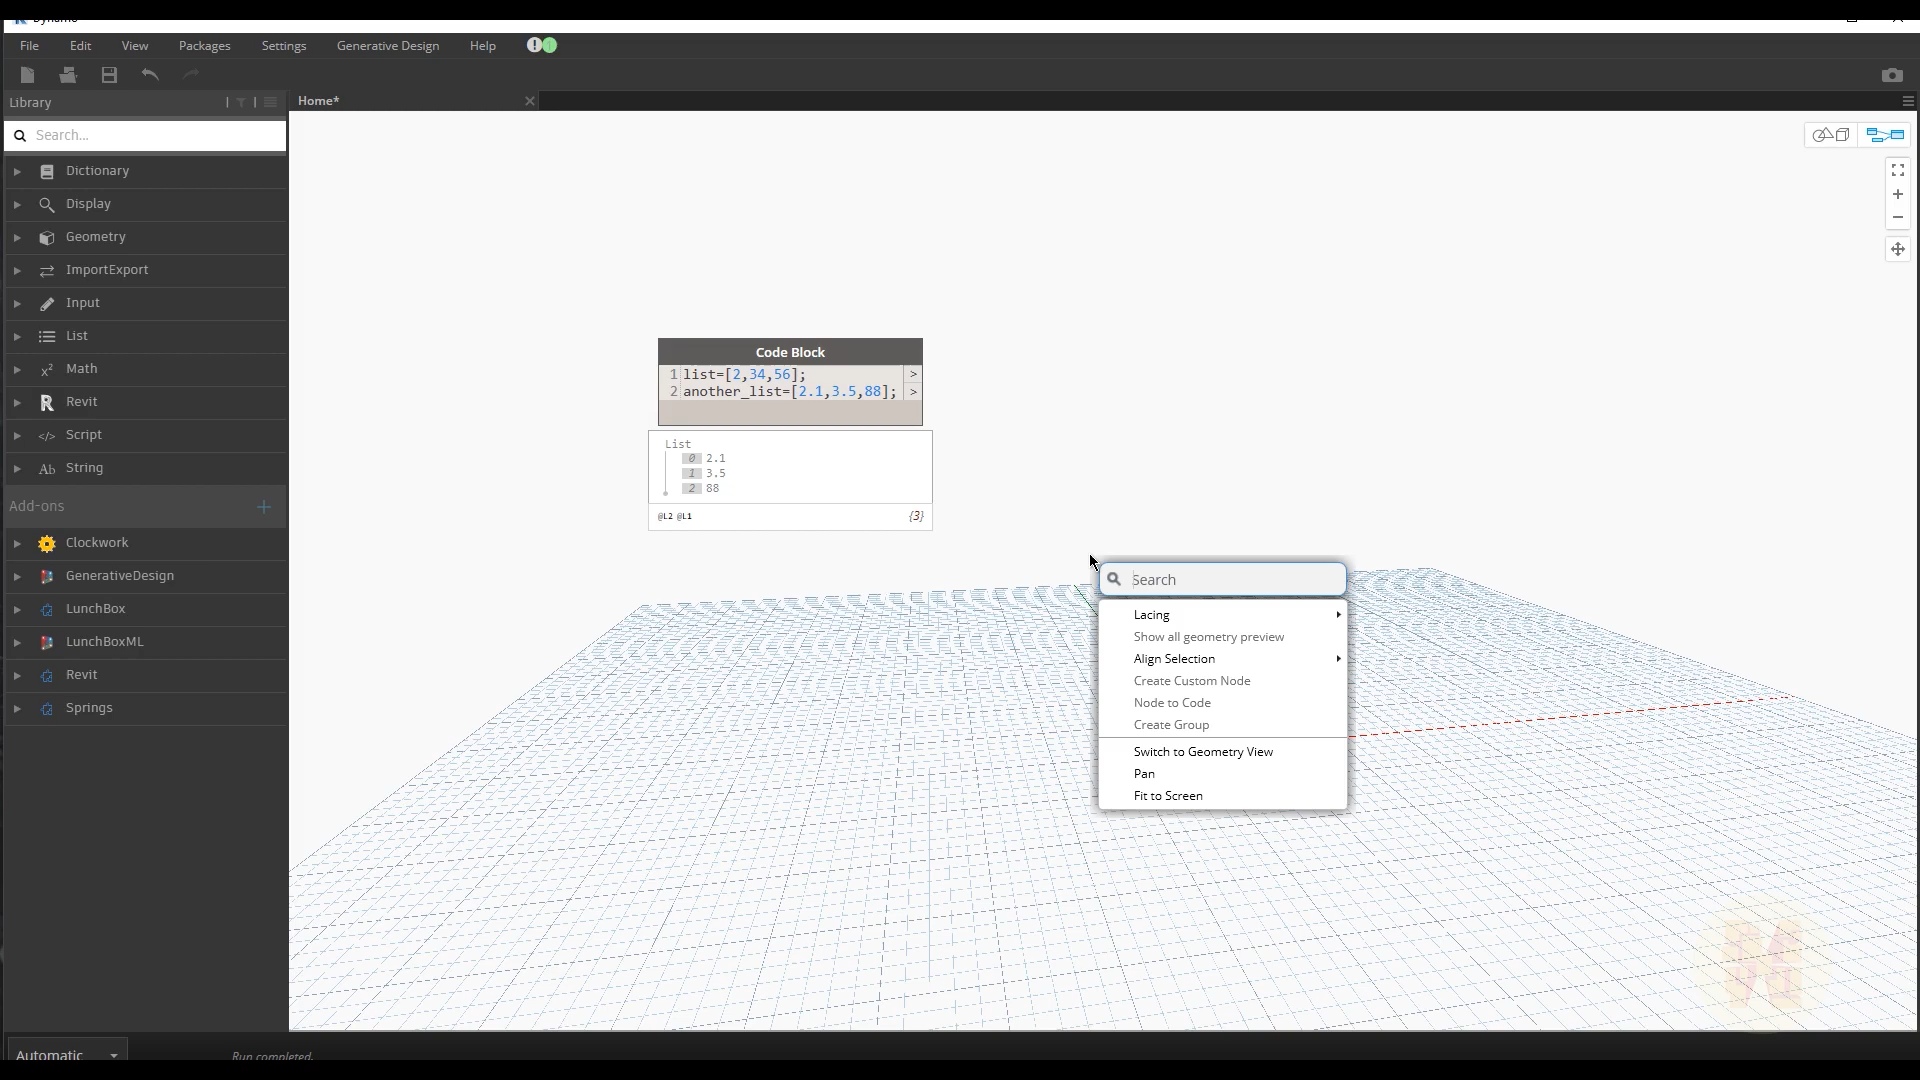 Dynamo
File Edit View Packages Settings Generative Design Help
Library
Home*
Search...
Dictionary
Display
Geometry
ImportExport
Input
List
Math
Revit
Script
String
Add-ons
Clockwork
GenerativeDesign
LunchBox
LunchBoxML
Revit
Springs
Code Block
1 list=[2,34,56]; >
2 another_list=[2.1,3.5,88]; >
List
0 2.1
1 3.5
2 88
@L2 @L1 {3}
Search
Lacing
Show all geometry preview
Align Selection
Create Custom Node
Node to Code
Create Group
Switch to Geometry View
Pan
Fit to Screen
Automatic
Run completed.